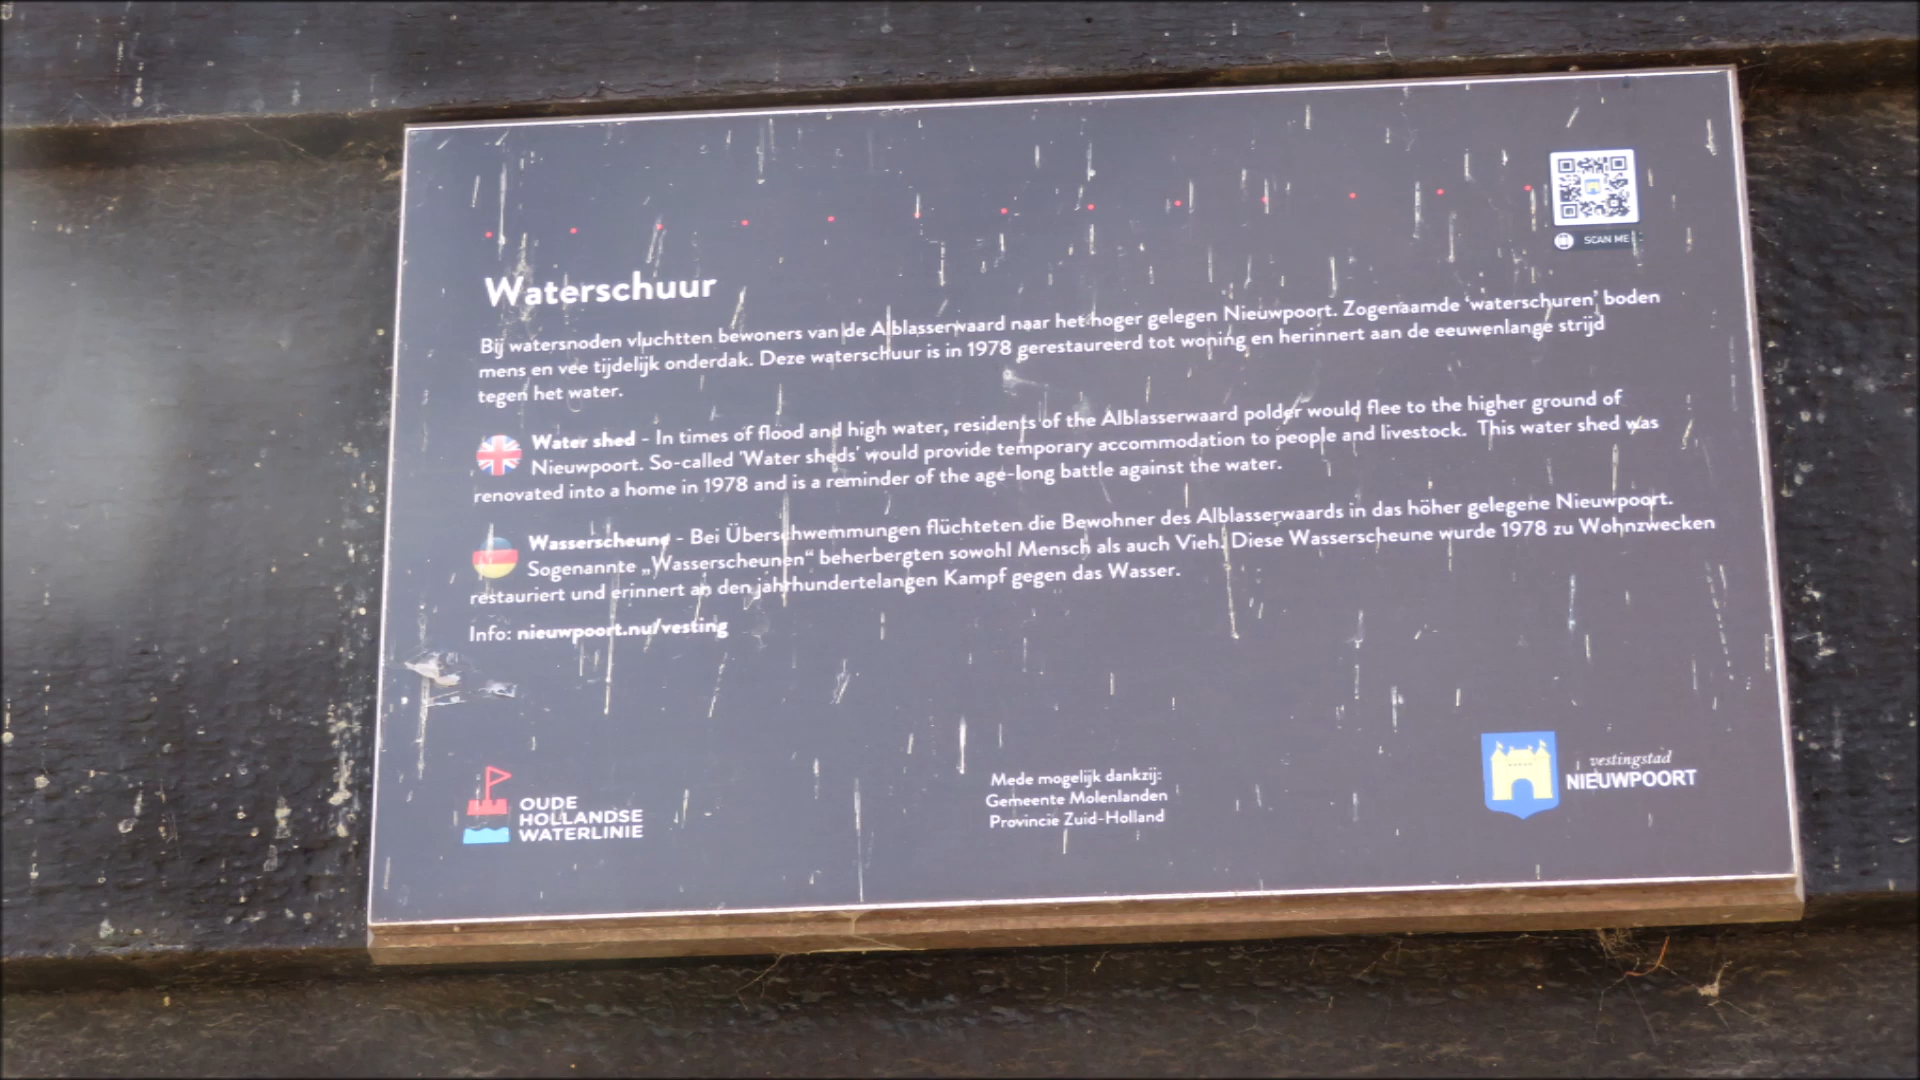 SCAN ME
Waterschuur
Bij watersnoden vluchtten bewoners van de Alblasserwaard naar het hoger gelegen Nieuwpoort. Zogenaamde ‘waterschuren’ boden
mens en vee tijdelijk onderdak. Deze waterschuur is in 1978 gerestaureerd tot woning en herinnert aan de eeuwenlange strijd
tegen het water.
Water shed - In times of flood and high water, residents of the Alblasserwaard polder would flee to the higher ground of
Nieuwpoort. So-called 'Water sheds' would provide temporary accommodation to people and livestock. This water shed was
renovated into a home in 1978 and is a reminder of the age-long battle against the water.
Wasserscheune - Bei Überschwemmungen flüchteten die Bewohner des Alblasserwaards in das höher gelegene Nieuwpoort.
Sogenannte „Wasserscheunen“ beherbergten sowohl Mensch als auch Vieh. Diese Wasserscheune wurde 1978 zu Wohnzwecken
restauriert und erinnert an den jahrhundertelangen Kampf gegen das Wasser.
Info: nieuwpoort.nu/vesting
OUDE
HOLLANDSE
WATERLINIE
Mede mogelijk dankzij:
Gemeente Molenlanden
Provincie Zuid-Holland
vestingstad
NIEUWPOORT